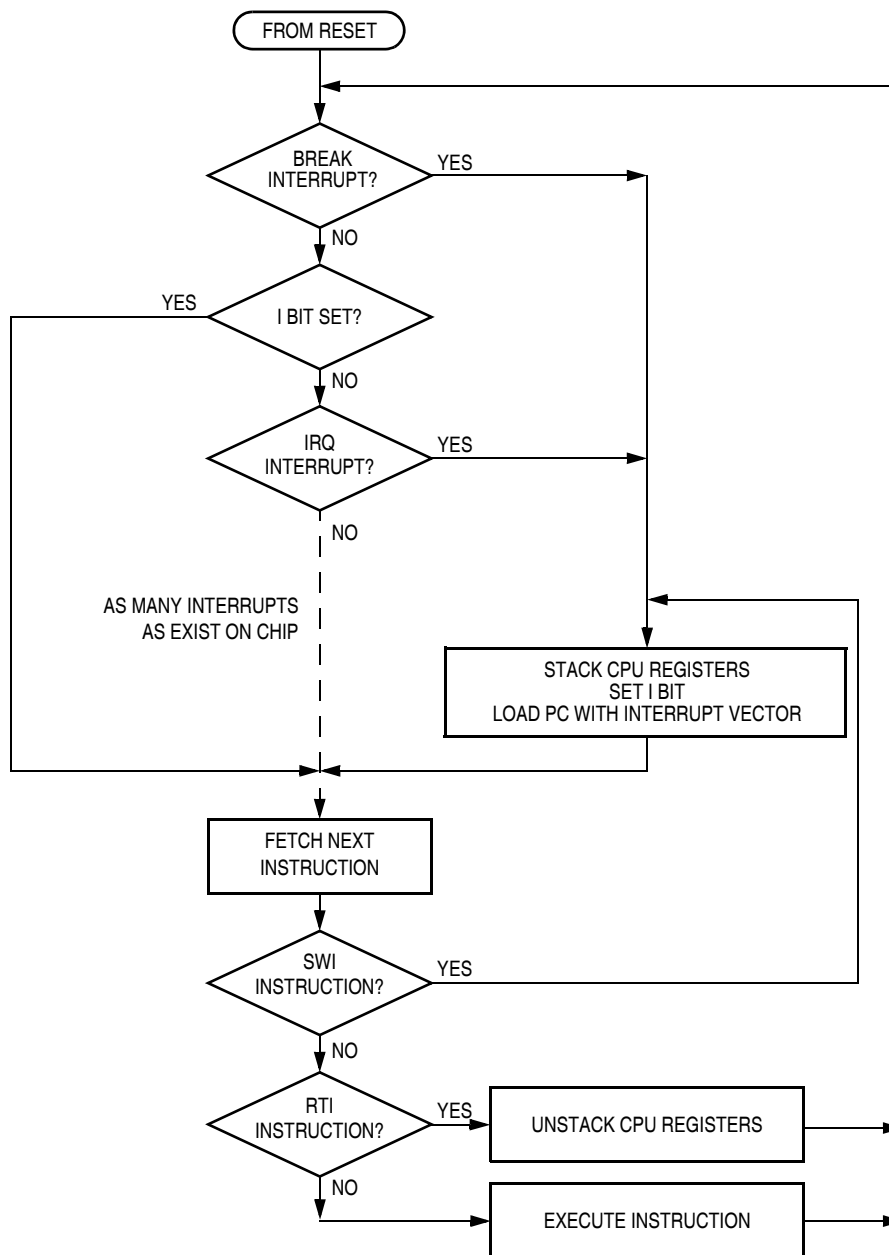 FROM RESET
BREAK
INTERRUPT?
YES
NO
YES
I BIT SET?
NO
IRQ
INTERRUPT?
YES
NO
AS MANY INTERRUPTS
AS EXIST ON CHIP
STACK CPU REGISTERS
SET I BIT
LOAD PC WITH INTERRUPT VECTOR
FETCH NEXT
INSTRUCTION
SWI
INSTRUCTION?
YES
NO
RTI
INSTRUCTION?
YES
UNSTACK CPU REGISTERS
NO
EXECUTE INSTRUCTION